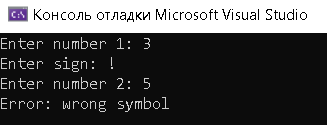 C:\ Консоль отладки Microsoft Visual Studio
Enter number 1: 3
Enter sign: !
Enter number 2: 5
Error: wrong symbol